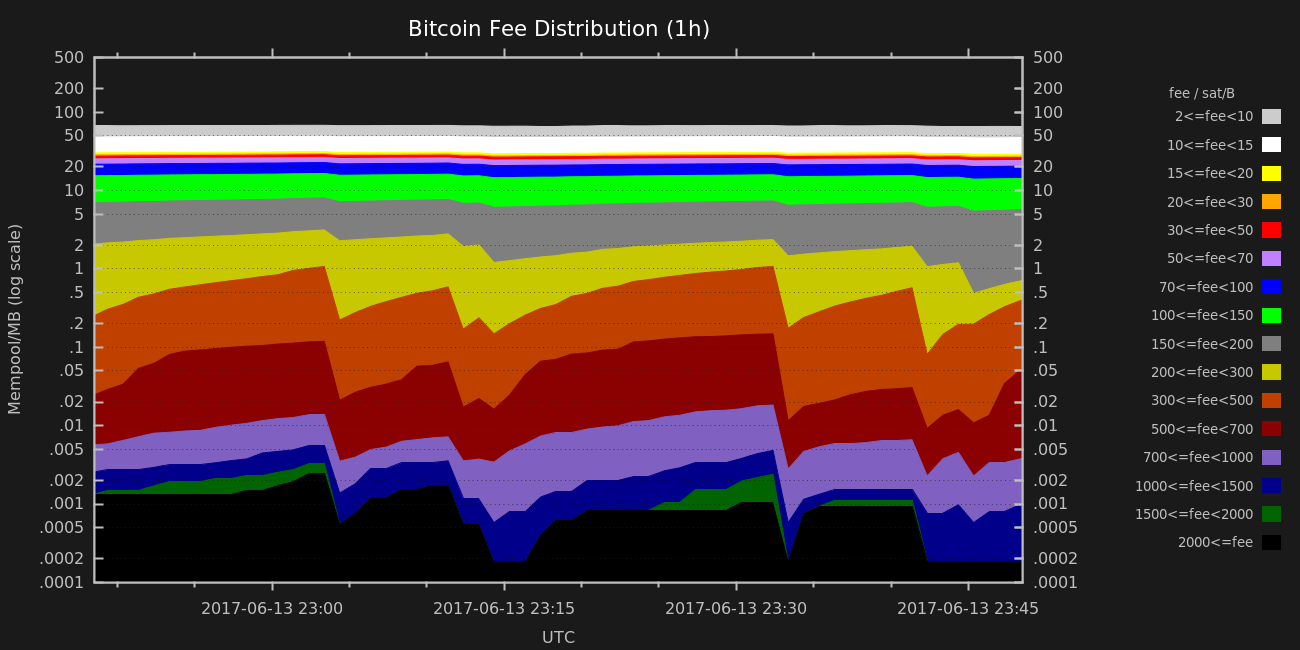 Bitcoin Fee Distribution (1h)
500 500
200 200
100 100
50 50
20 20
10 10
5 5
2 2
1 1
.5 .5
.2 .2
.1 .1
.05 .05
.02 .02
.01 .01
.005 .005
.002 .002
.001 .001
.0005 .0005
.0002 .0002
.0001 .0001
Mempool/MB (log scale)
2017-06-13 23:00 2017-06-13 23:15 2017-06-13 23:30 2017-06-13 23:45
UTC
fee / sat/B
2<=fee<10
10<=fee<15
15<=fee<20
20<=fee<30
30<=fee<50
50<=fee<70
70<=fee<100
100<=fee<150
150<=fee<200
200<=fee<300
300<=fee<500
500<=fee<700
700<=fee<1000
1000<=fee<1500
1500<=fee<2000
2000<=fee